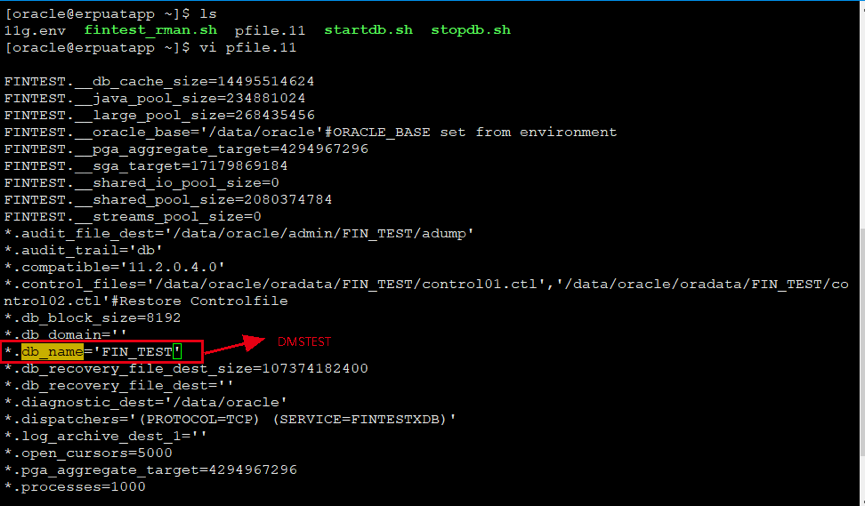 [oracle@erpuatapp ~]$ ls
11g.env  fintest_rman.sh  pfile.11  startdb.sh  stopdb.sh
[oracle@erpuatapp ~]$ vi pfile.11
FINTEST.__db_cache_size=14495514624
FINTEST.__java_pool_size=234881024
FINTEST.__large_pool_size=268435456
FINTEST.__oracle_base='/data/oracle'#ORACLE_BASE set from environment
FINTEST.__pga_aggregate_target=4294967296
FINTEST.__sga_target=17179869184
FINTEST.__shared_io_pool_size=0
FINTEST.__shared_pool_size=2080374784
FINTEST.__streams_pool_size=0
*.audit_file_dest='/data/oracle/admin/FIN_TEST/adump'
*.audit_trail='db'
*.compatible='11.2.0.4.0'
*.control_files='/data/oracle/oradata/FIN_TEST/control01.ctl','/data/oracle/oradata/FIN_TEST/co
ntrol02.ctl'#Restore Controlfile
*.db_block_size=8192
*.db_domain=''
*.db_name='FIN_TEST' DMSTEST
*.db_recovery_file_dest_size=107374182400
*.db_recovery_file_dest=''
*.diagnostic_dest='/data/oracle'
*.dispatchers='(PROTOCOL=TCP) (SERVICE=FINTESTXDB)'
*.log_archive_dest_1=''
*.open_cursors=5000
*.pga_aggregate_target=4294967296
*.processes=1000